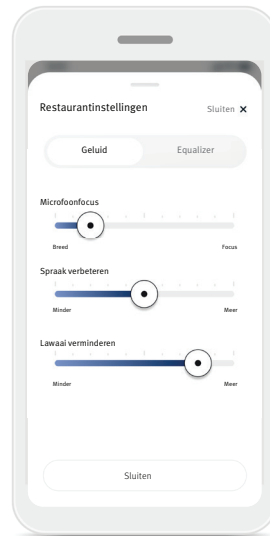 Restaurantinstellingen Sluiten ×
Geluid Equalizer
Microfoonfocus
Breed Focus
Spraak verbeteren
Minder Meer
Lawaai verminderen
Minder Meer
Sluiten